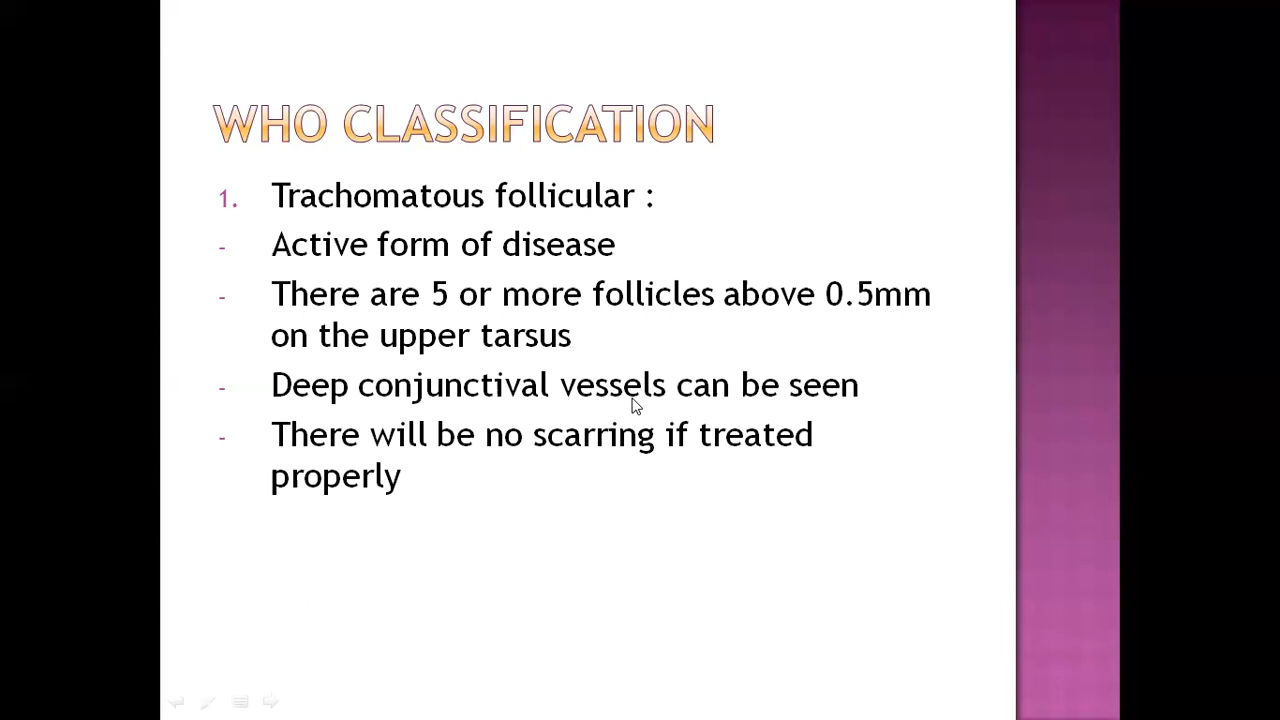 WHO CLASSIFICATION
1. Trachomatous follicular :
- Active form of disease
- There are 5 or more follicles above 0.5mm
on the upper tarsus
- Deep conjunctival vessels can be seen
- There will be no scarring if treated
properly